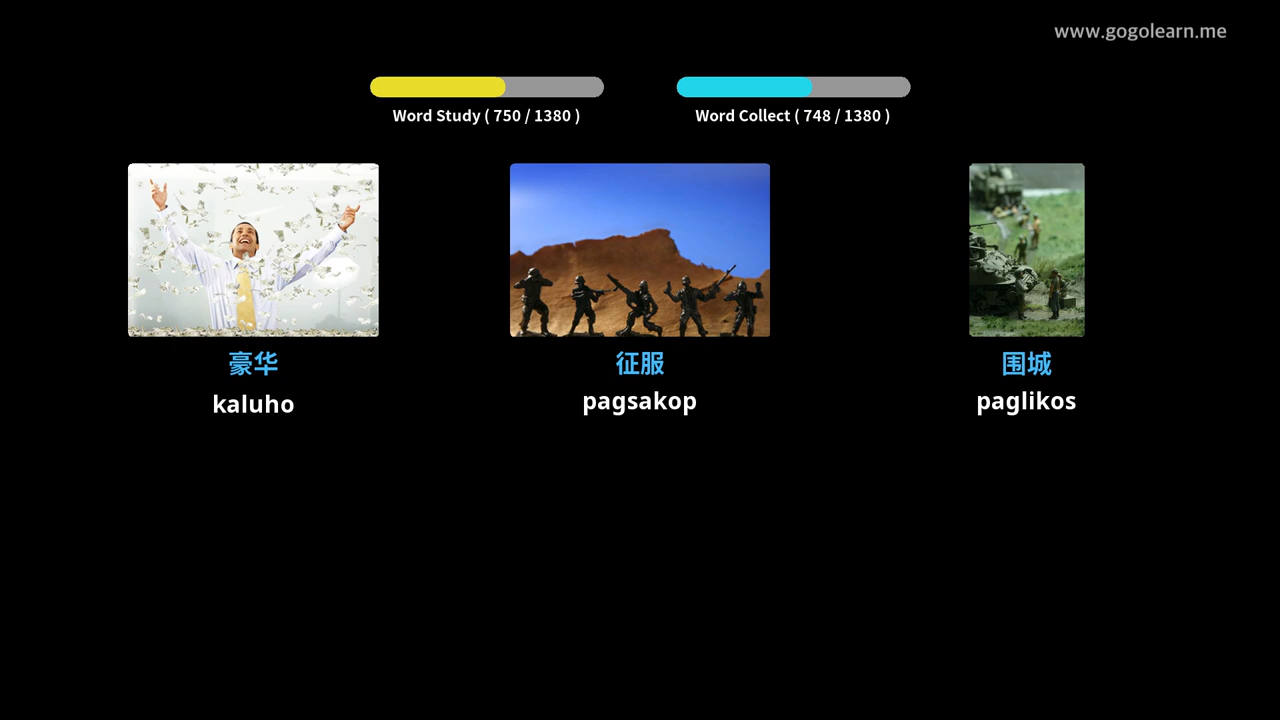 www.gogolearn.me
Word Study ( 750 / 1380 )
Word Collect ( 748 / 1380 )
豪华
kaluho
征服
pagsakop
围城
paglikos